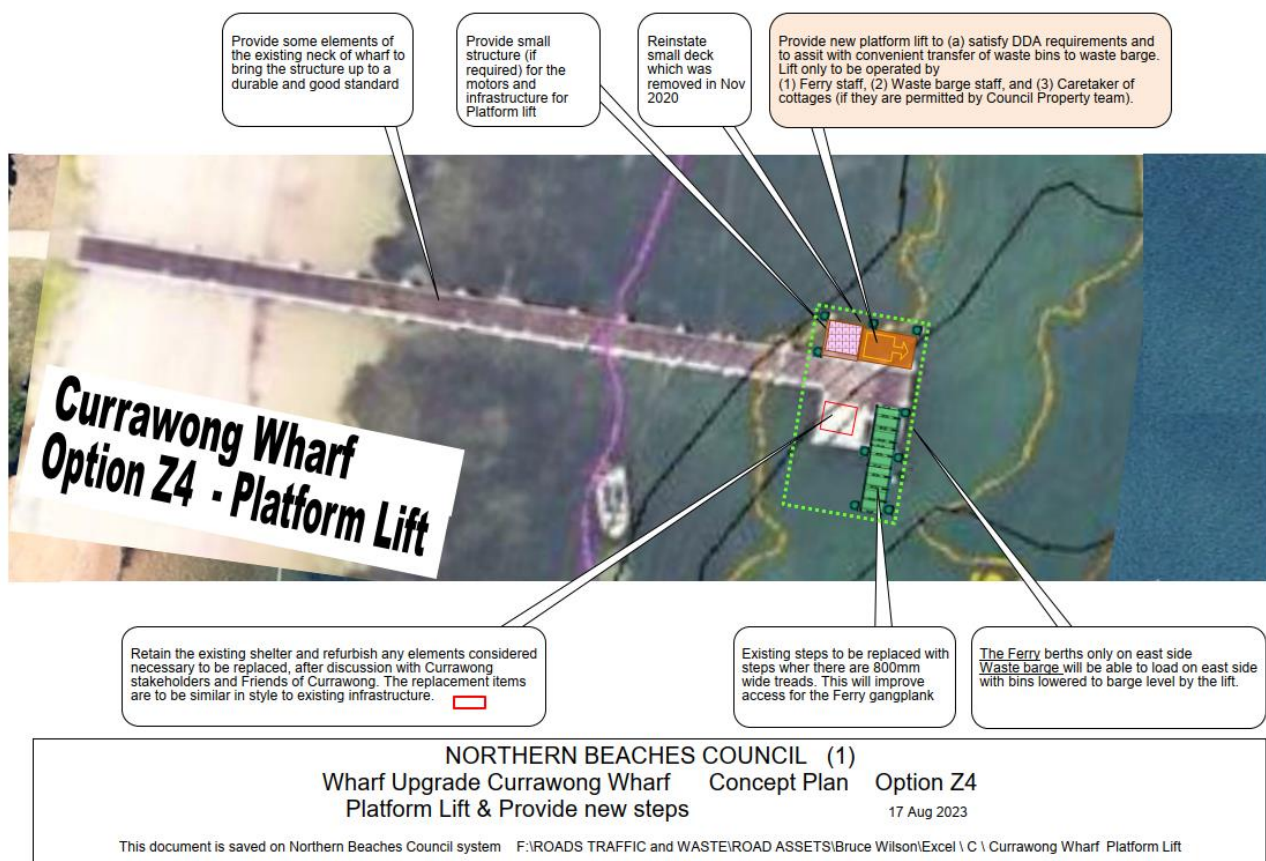 Provide some elements of
the existing neck of wharf to
bring the structure up to a
durable and good standard
Provide small
structure (if
required) for the
motors and
infrastructure for
Platform lift
Reinstate
small deck
which was
removed in Nov
2020
Provide new platform lift to (a) satisfy DDA requirements and
to assit with convenient transfer of waste bins to waste barge.
Lift only to be operated by
(1) Ferry staff, (2) Waste barge staff, and (3) Caretaker of
cottages (if they are permitted by Council Property team).
Currawong Wharf
Option Z4 - Platform Lift
Retain the existing shelter and refurbish any elements considered
necessary to be replaced, after discussion with Currawong
stakeholders and Friends of Currawong. The replacement items
are to be similar in style to existing infrastructure.
Existing steps to be replaced with
steps wher there are 800mm
wide treads. This will improve
access for the Ferry gangplank
The Ferry berths only on east side
Waste barge will be able to load on east side
with bins lowered to barge level by the lift.
NORTHERN BEACHES COUNCIL (1)
Wharf Upgrade Currawong Wharf Concept Plan Option Z4
Platform Lift & Provide new steps 17 Aug 2023
This document is saved on Northern Beaches Council system F:\ROADS TRAFFIC and WASTE\ROAD ASSETS\Bruce Wilson\Excel \ C \ Currawong Wharf Platform Lift